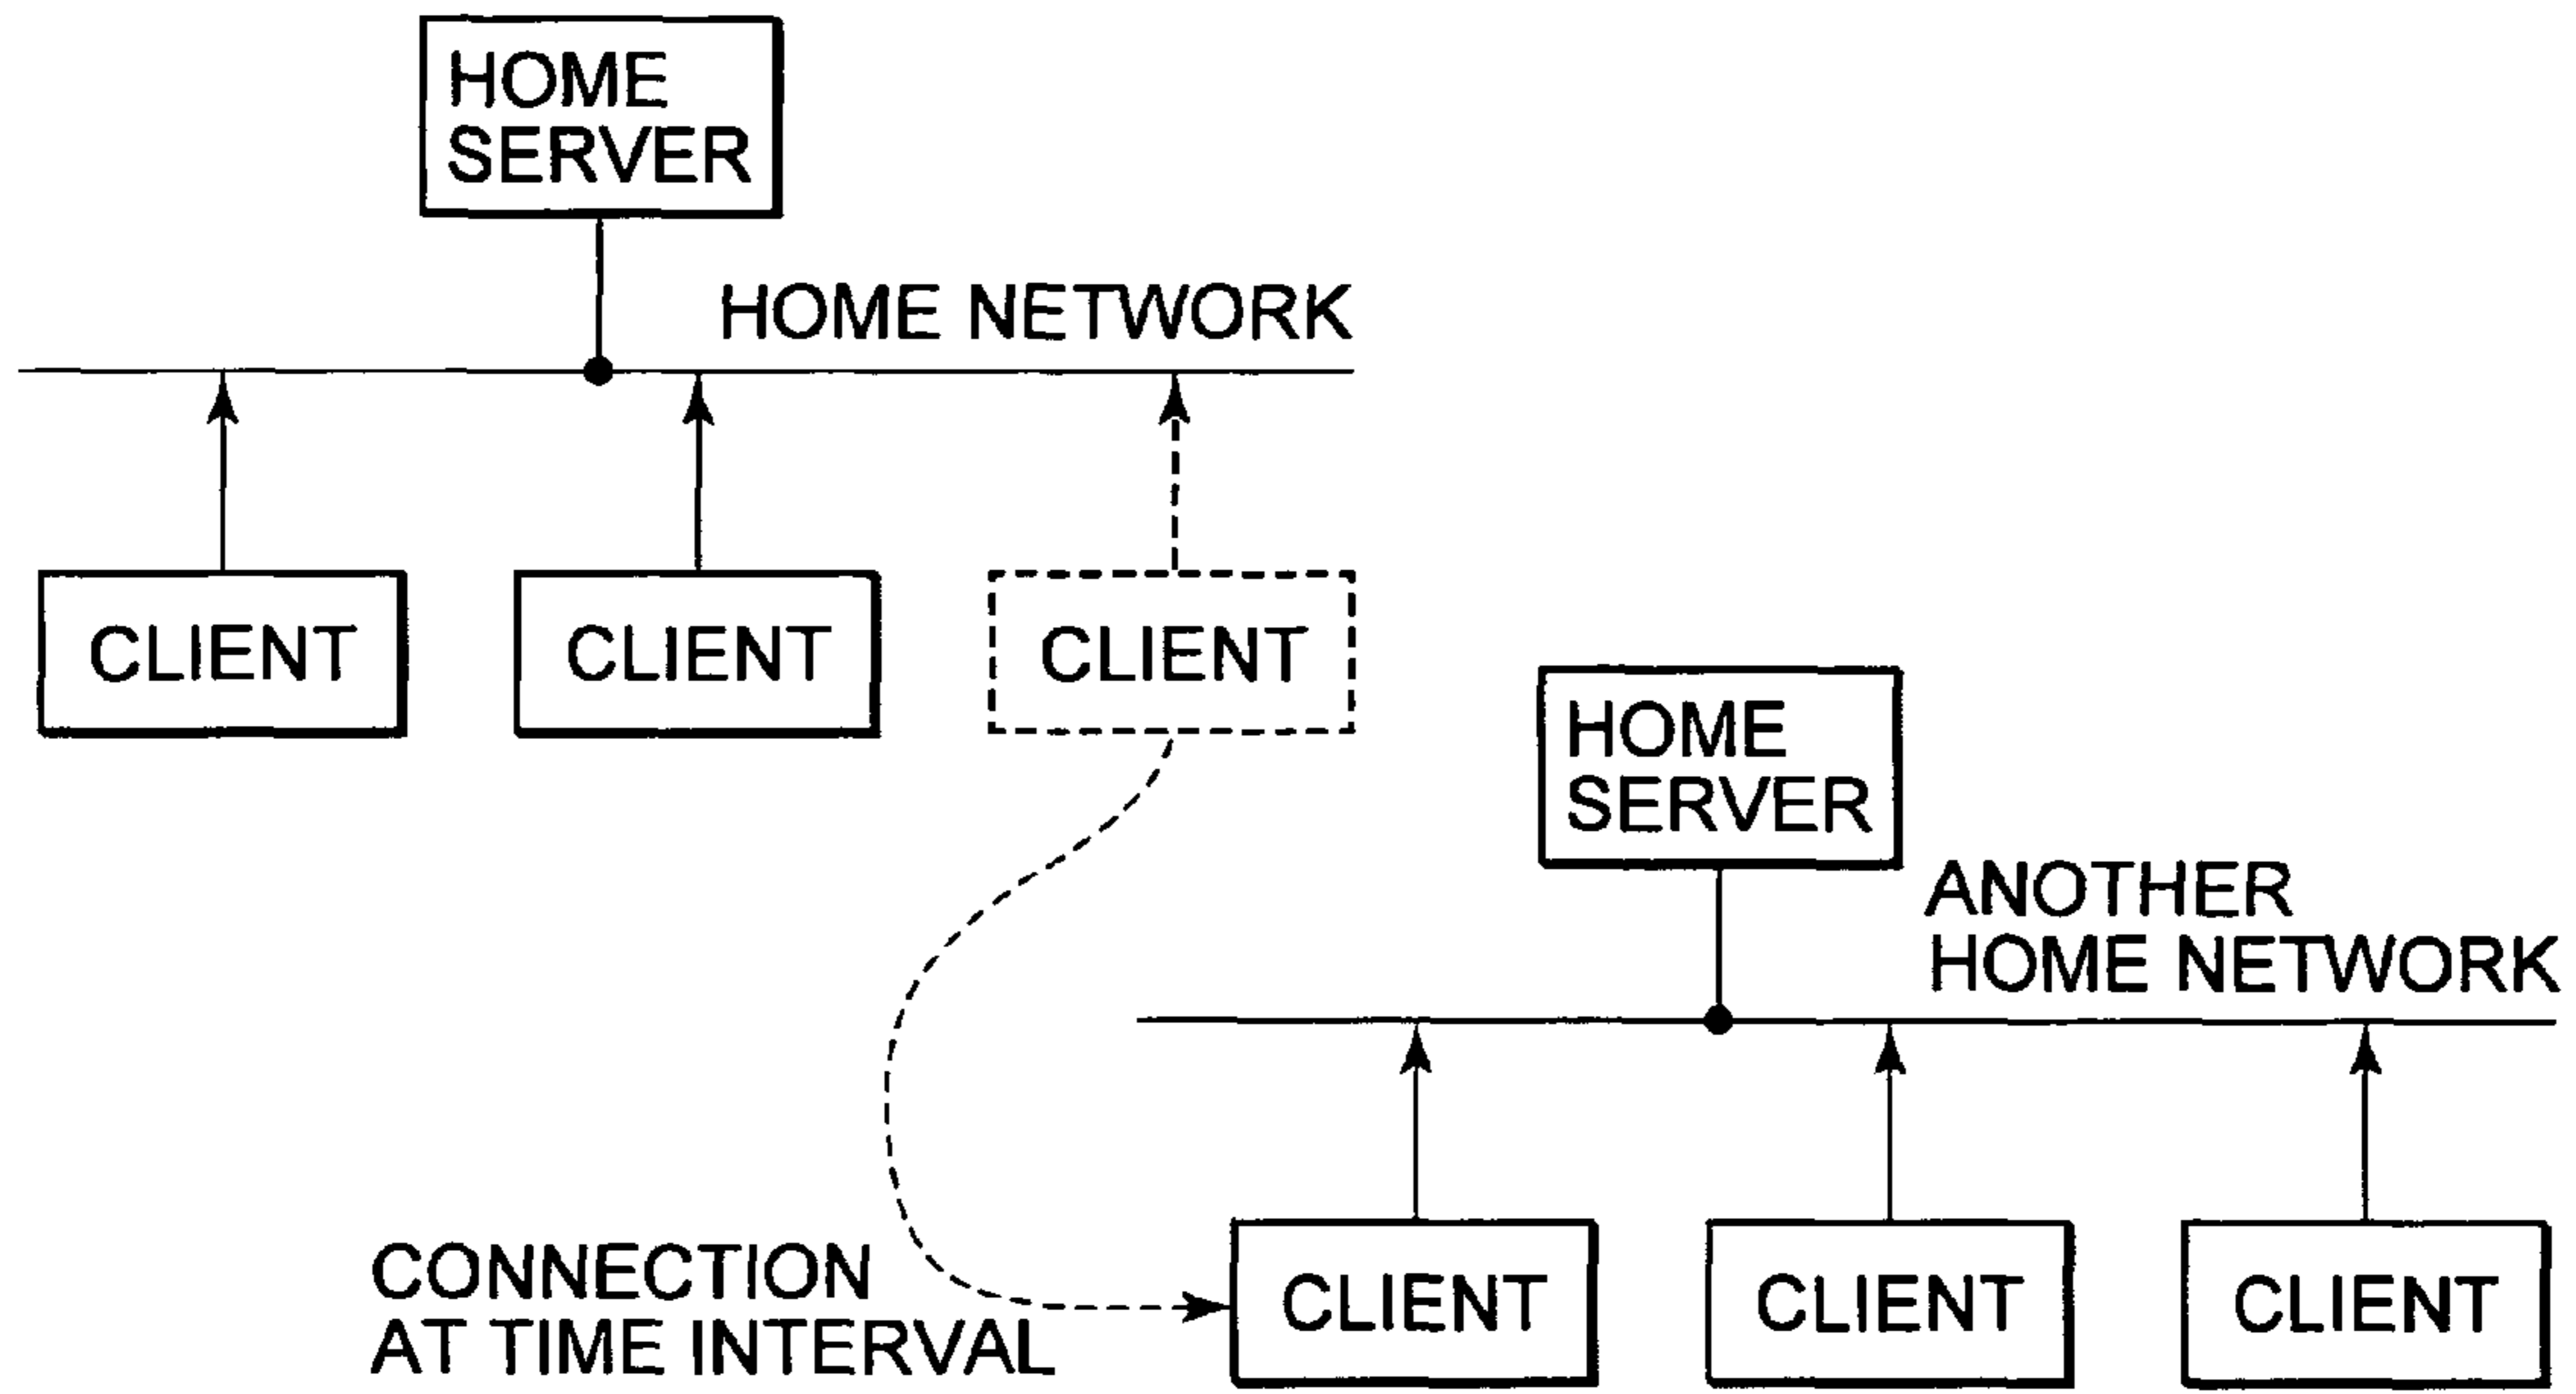 HOME
SERVER
HOME NETWORK
CLIENT
CLIENT
CLIENT
HOME
SERVER
ANOTHER
HOME NETWORK
CONNECTION
AT TIME INTERVAL
CLIENT
CLIENT
CLIENT